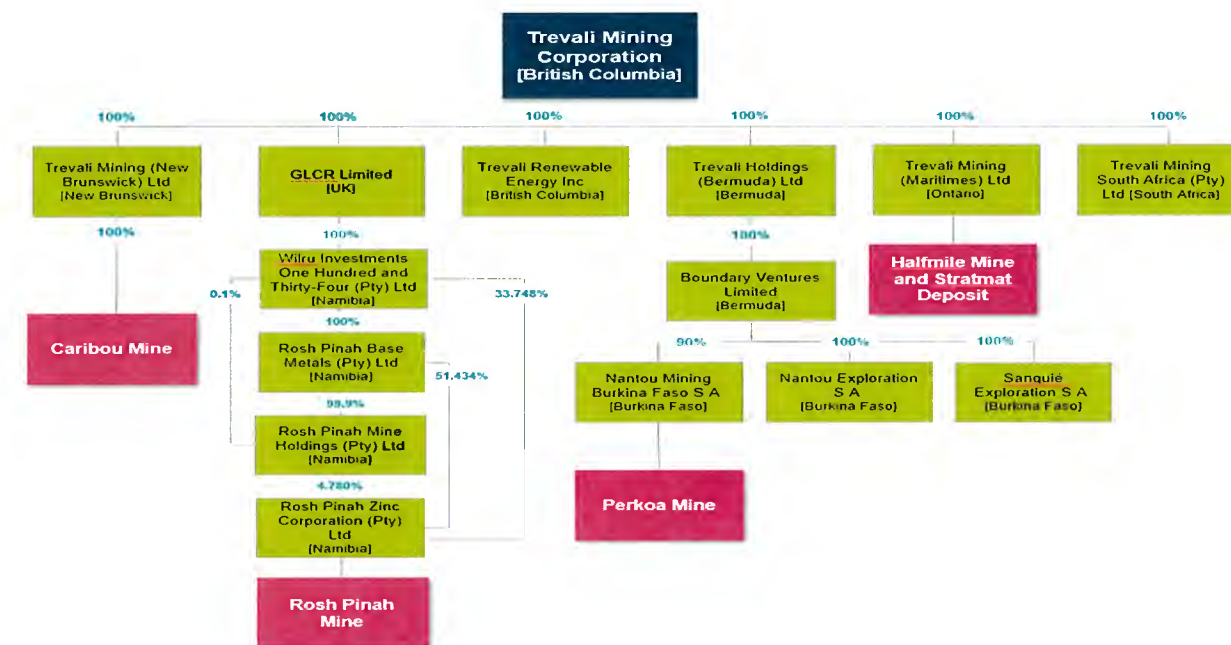 Trevali Mining
Corporation
[British Columbia]
100%
100%
100%
100%
100%
100%
Trevali Mining (New
Brunswick) Ltd
[New Brunswick]
GLCR Limited
[UK]
Trevali Renewable
Energy Inc
[British Columbia]
Trevali Holdings
(Bermuda) Ltd
[Bermuda]
Trevali Mining
(Maritimes) Ltd
[Ontario]
Trevali Mining
South Africa (Pty)
Ltd [South Africa]
100%
100%
100%
Wilru Investments
One Hundred and
Thirty-Four (Pty) Ltd
[Namibia]
0.1%
33.748%
Boundary Ventures
Limited
[Bermuda]
Halfmile Mine
and Stratmat
Deposit
Caribou Mine
100%
Rosh Pinah Base
Metals (Pty) Ltd
[Namibia]
51.434%
90%
100%
100%
Nantou Mining
Burkina Faso S A
[Burkina Faso]
Nantou Exploration
S A
[Burkina Faso]
Sanguié
Exploration S A
[Burkina Faso]
99.9%
Rosh Pinah Mine
Holdings (Pty) Ltd
[Namibia]
4.780%
Rosh Pinah Zinc
Corporation (Pty)
Ltd
[Namibia]
Perkoa Mine
Rosh Pinah
Mine